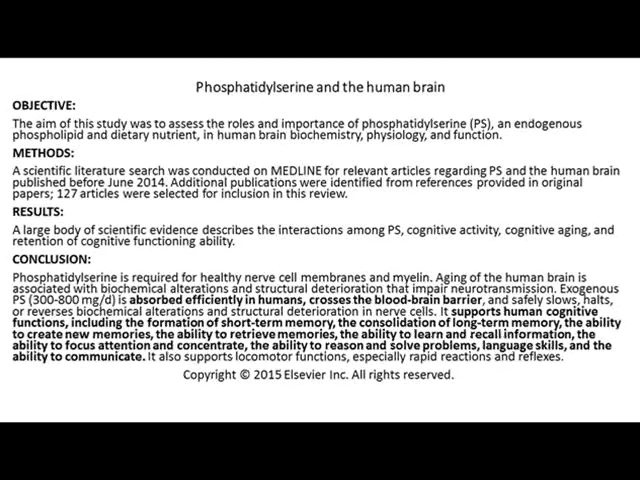 Phosphatidylserine and the human brain
OBJECTIVE:
The aim of this study was to assess the roles and importance of phosphatidylserine (PS), an endogenous
phospholipid and dietary nutrient, in human brain biochemistry, physiology, and function.
METHODS:
A scientific literature search was conducted on MEDLINE for relevant articles regarding PS and the human brain
published before June 2014. Additional publications were identified from references provided in original
papers; 127 articles were selected for inclusion in this review.
RESULTS:
A large body of scientific evidence describes the interactions among PS, cognitive activity, cognitive aging, and
retention of cognitive functioning ability.
CONCLUSION:
Phosphatidylserine is required for healthy nerve cell membranes and myelin. Aging of the human brain is
associated with biochemical alterations and structural deterioration that impair neurotransmission. Exogenous
PS (300-800 mg/d) is absorbed efficiently in humans, crosses the blood-brain barrier, and safely slows, halts,
or reverses biochemical alterations and structural deterioration in nerve cells. It supports human cognitive
functions, including the formation of short-term memory, the consolidation of long-term memory, the ability
to create new memories, the ability to retrieve memories, the ability to learn and recall information, the
ability to focus attention and concentrate, the ability to reason and solve problems, language skills, and the
ability to communicate. It also supports locomotor functions, especially rapid reactions and reflexes.
Copyright © 2015 Elsevier Inc. All rights reserved.